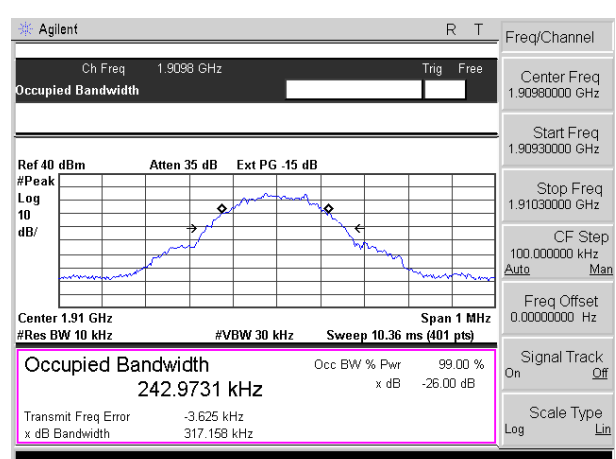 Agilent R T
Ch Freq 1.9098 GHz Trig Free
Occupied Bandwidth
Ref 40 dBm Atten 35 dB Ext PG -15 dB
#Peak
Log
10
dB/
Center 1.91 GHz Span 1 MHz
#Res BW 10 kHz #VBW 30 kHz Sweep 10.36 ms (401 pts)
Occupied Bandwidth Occ BW % Pwr 99.00 %
242.9731 kHz x dB -26.00 dB
Transmit Freq Error -3.625 kHz
x dB Bandwidth 317.158 kHz
Freq/Channel
Center Freq
1.90980000 GHz
Start Freq
1.90930000 GHz
Stop Freq
1.91030000 GHz
CF Step
100.000000 kHz
Auto Man
Freq Offset
0.00000000 Hz
Signal Track
On Off
Scale Type
Log Lin